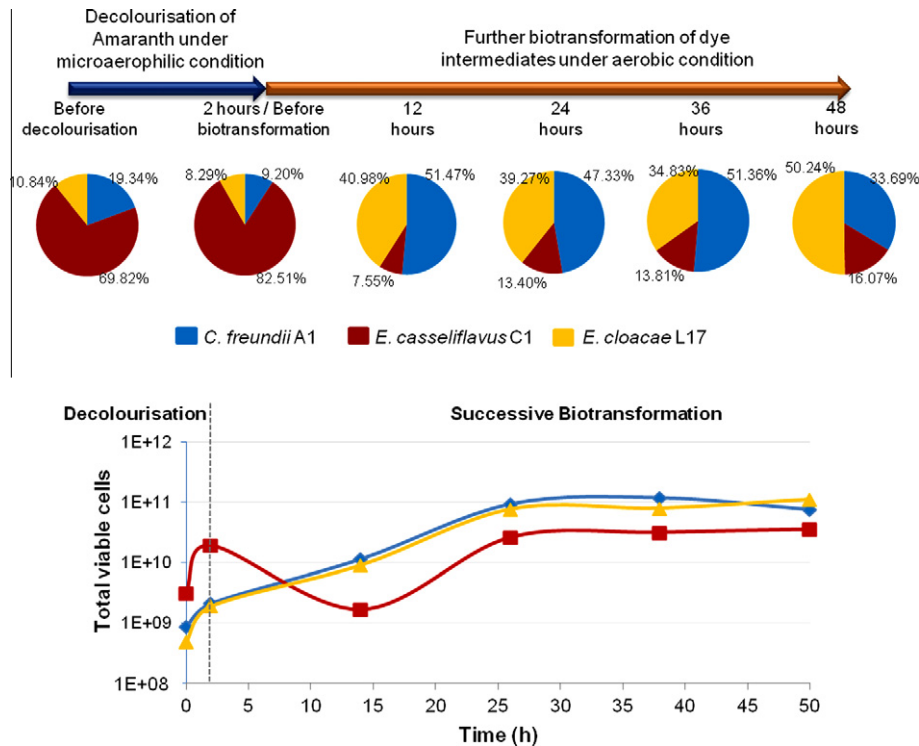 Decolourisation of
Amaranth under
microaerophilic condition
Further biotransformation of dye
intermediates under aerobic condition
Before
decolourisation
2 hours / Before
biotransformation
12
hours
24
hours
36
hours
48
hours
10.84%
19.34%
69.82%
8.29%
9.20%
82.51%
40.98%
51.47%
7.55%
39.27%
47.33%
13.40%
34.83%
51.36%
13.81%
50.24%
33.69%
16.07%
C. freundii A1
E. casseliflavus C1
E. cloacae L17
Decolourisation
Successive Biotransformation
Total viable cells
1E+12
1E+11
1E+10
1E+09
1E+08
0 5 10 15 20 25 30 35 40 45 50
Time (h)